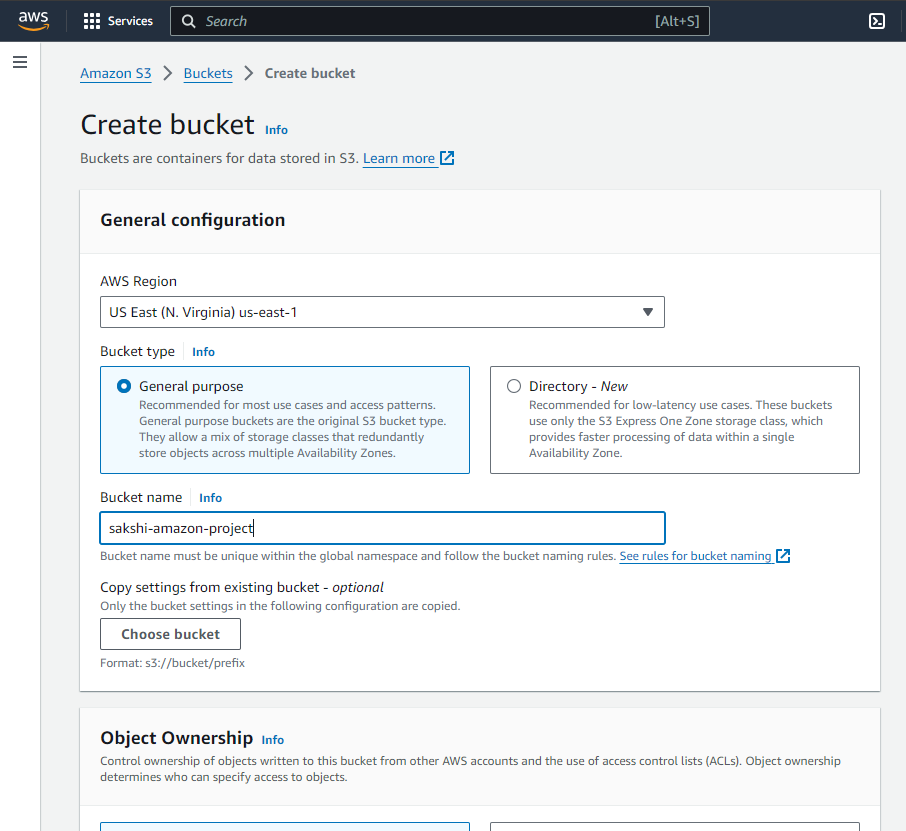 aws Services Search [Alt+S]
Amazon S3 > Buckets > Create bucket
Create bucket Info
Buckets are containers for data stored in S3. Learn more
General configuration
AWS Region
US East (N. Virginia) us-east-1
Bucket type Info
General purpose
Recommended for most use cases and access patterns.
General purpose buckets are the original S3 bucket type.
They allow a mix of storage classes that redundantly
store objects across multiple Availability Zones.
Directory - New
Recommended for low-latency use cases. These buckets
use only the S3 Express One Zone storage class, which
provides faster processing of data within a single
Availability Zone.
Bucket name Info
sakshi-amazon-project
Bucket name must be unique within the global namespace and follow the bucket naming rules. See rules for bucket naming
Copy settings from existing bucket - optional
Only the bucket settings in the following configuration are copied.
Choose bucket
Format: s3://bucket/prefix
Object Ownership Info
Control ownership of objects written to this bucket from other AWS accounts and the use of access control lists (ACLs). Object ownership
determines who can specify access to objects.